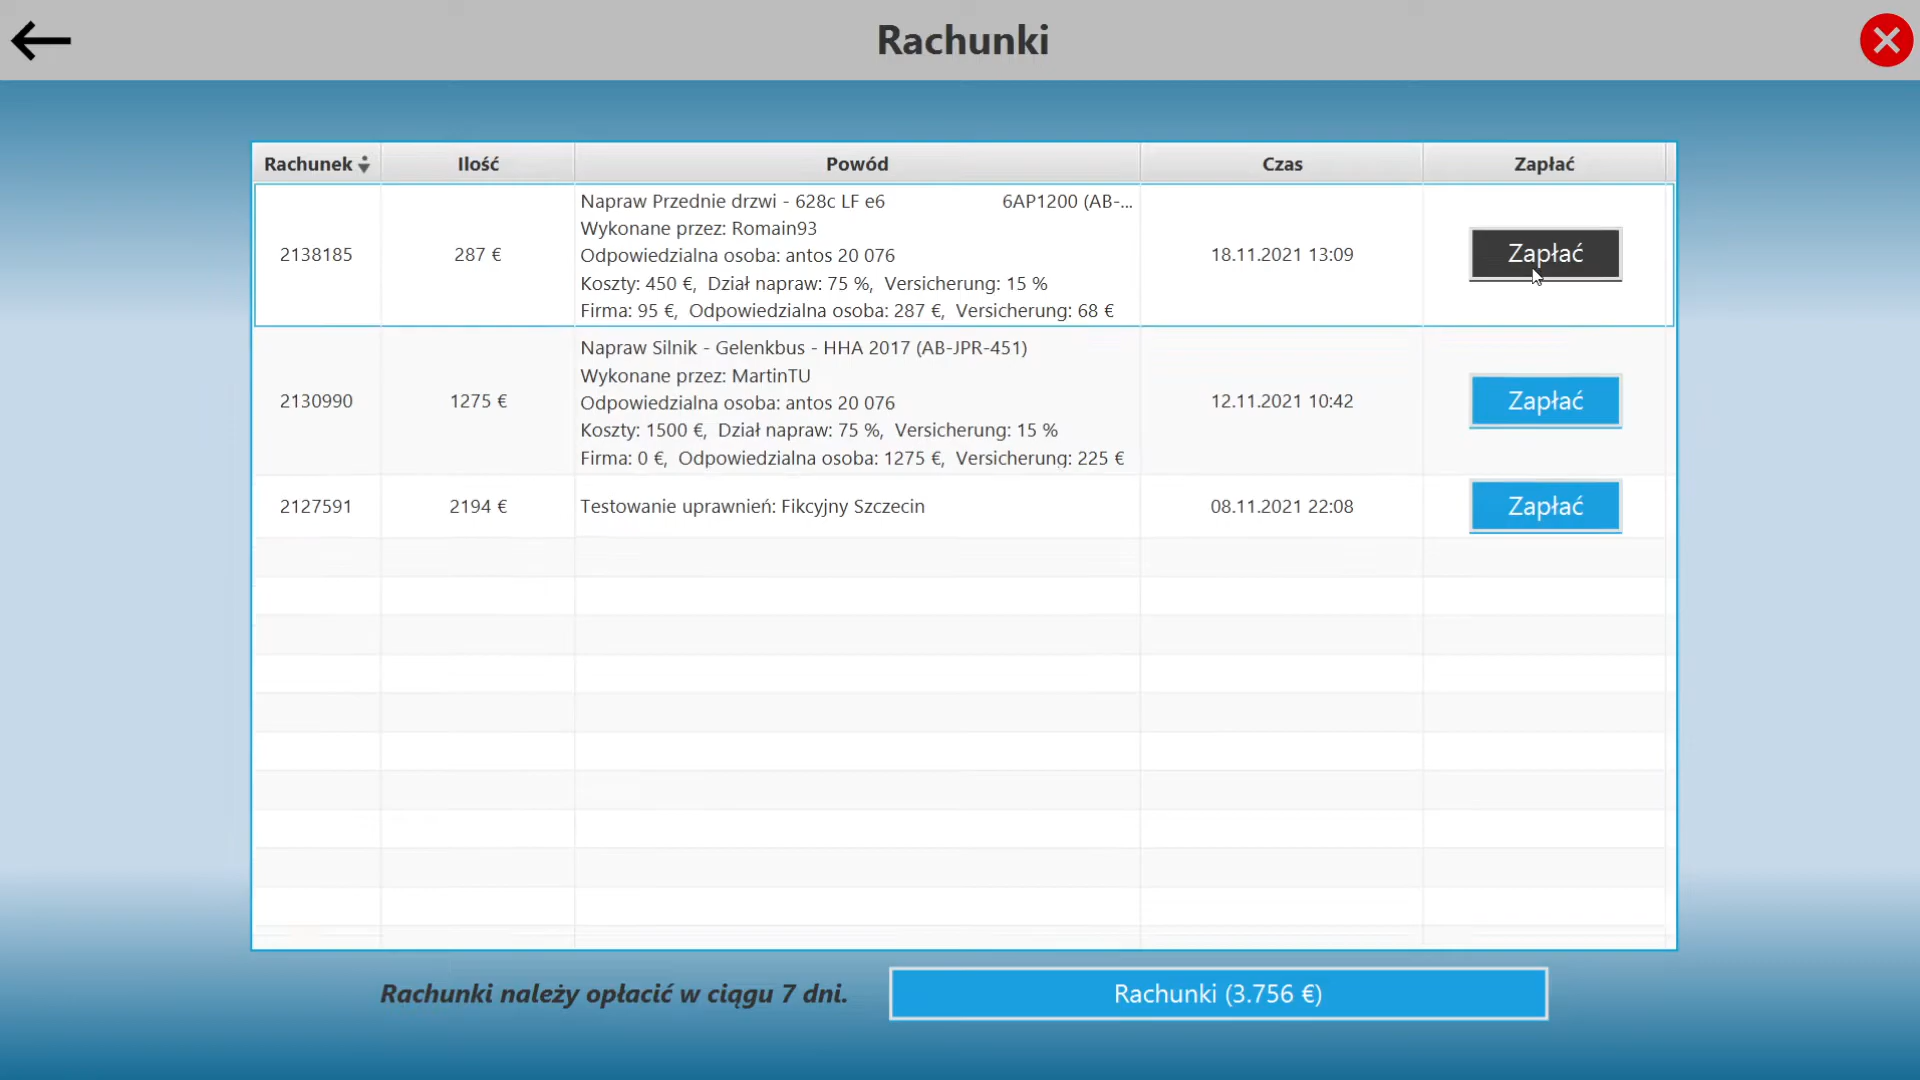 Rachunki
Rachunek Ilość Powód Czas Zapłać
2138185 287 € 18.11.2021 13:09 Zapłać
Napraw Przednie drzwi - 628c LF e6 6AP1200 (AB-...
Wykonane przez: Romain93
Odpowiedzialna osoba: antos 20 076
Koszty: 450 €, Dział napraw: 75 %, Versicherung: 15 %
Firma: 95 €, Odpowiedzialna osoba: 287 €, Versicherung: 68 €
2130990 1275 € 12.11.2021 10:42 Zapłać
Napraw Silnik - Gelenkbus - HHA 2017 (AB-JPR-451)
Wykonane przez: MartinTU
Odpowiedzialna osoba: antos 20 076
Koszty: 1500 €, Dział napraw: 75 %, Versicherung: 15 %
Firma: 0 €, Odpowiedzialna osoba: 1275 €, Versicherung: 225 €
2127591 2194 € Testowanie uprawnień: Fikcyjny Szczecin 08.11.2021 22:08 Zapłać
Rachunki należy opłacić w ciągu 7 dni.
Rachunki (3.756 €)